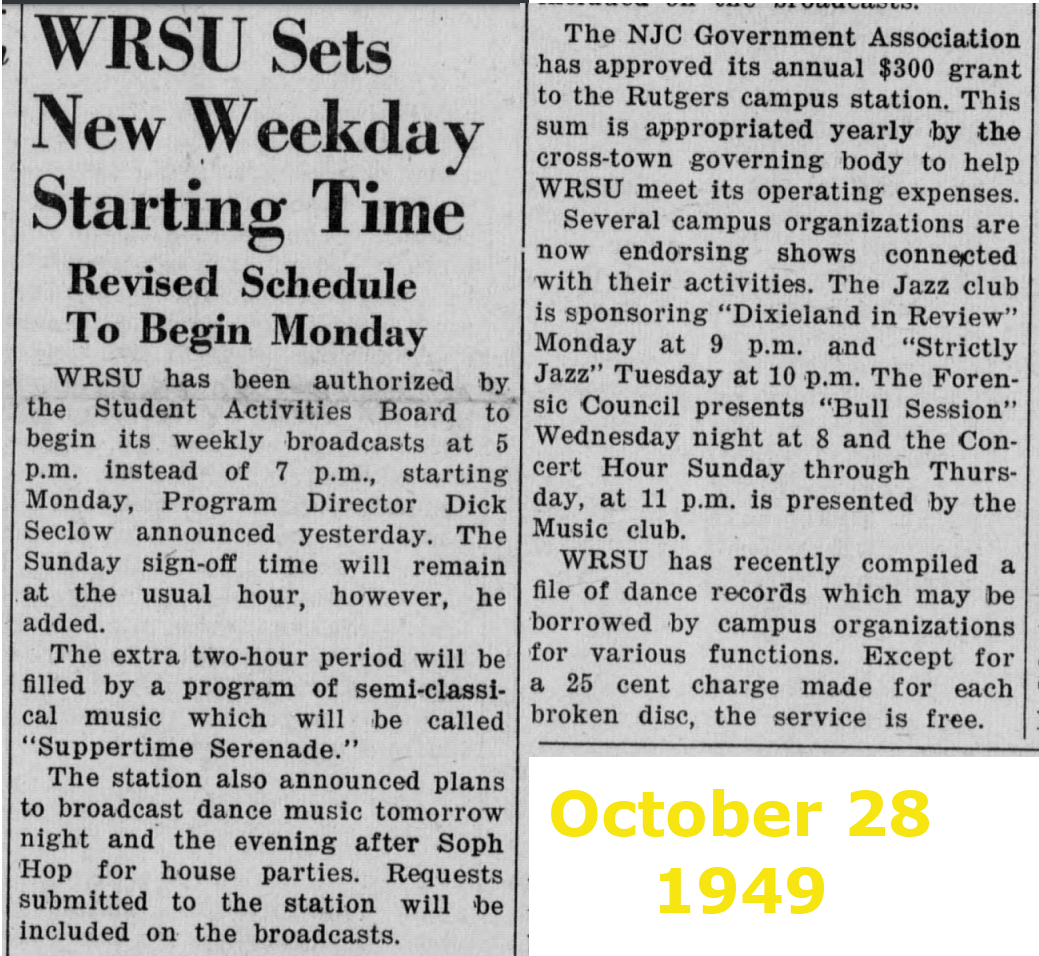 WRSU Sets
New Weekday
Starting Time
Revised Schedule
To Begin Monday
WRSU has been authorized by
the Student Activities Board to
begin its weekly broadcasts at 5
p.m. instead of 7 p.m., starting
Monday, Program Director Dick
Seclow announced yesterday. The
Sunday sign-off time will remain
at the usual hour, however, he
added.
The extra two-hour period will be
filled by a program of semi-classi-
cal music which will be called
"Suppertime Serenade."
The station also announced plans
to broadcast dance music tomorrow
night and the evening after Soph
Hop for house parties. Requests
submitted to the station will be
included on the broadcasts.
included on the broadcasts.
The NJC Government Association
has approved its annual $300 grant
to the Rutgers campus station. This
sum is appropriated yearly by the
cross-town governing body to help
WRSU meet its operating expenses.
Several campus organizations are
now endorsing shows connected
with their activities. The Jazz club
is sponsoring "Dixieland in Review"
Monday at 9 p.m. and "Strictly
Jazz" Tuesday at 10 p.m. The Foren-
sic Council presents "Bull Session"
Wednesday night at 8 and the Con-
cert Hour Sunday through Thurs-
day, at 11 p.m. is presented by the
Music club.
WRSU has recently compiled a
file of dance records which may be
borrowed by campus organizations
for various functions. Except for
a 25 cent charge made for each
broken disc, the service is free.
October 28
1949